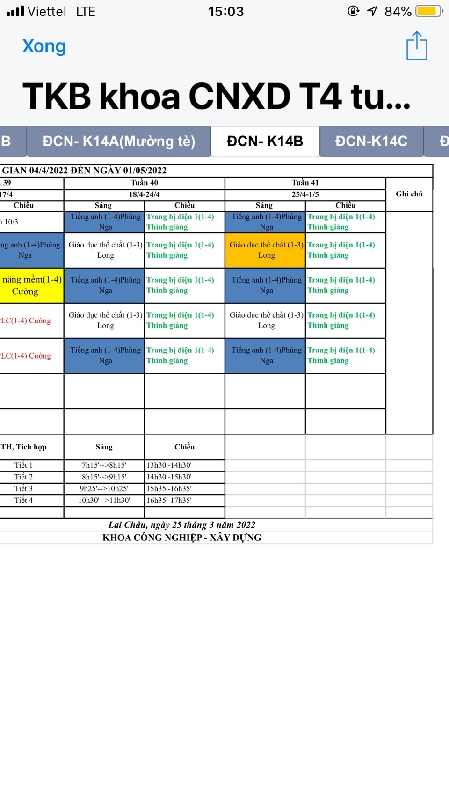 Viettel LTE 15:03 84%
Xong
TKB khoa CNXD T4 tu...
B ĐCN- K14A(Mường tè) ĐCN- K14B ĐCN-K14C Đ
GIAN 04/4/2022 ĐẾN NGÀY 01/05/2022
39 Tuần 40 Tuần 41 Ghi chú
17/4 18/4-24/4 25/4-1/5
Chiều Sáng Chiều Sáng Chiều
10/3 Tiếng anh (1-4)Phùng Nga Trang bị điện 1(1-4) Thỉnh giảng Tiếng anh (1-4)Phùng Nga Trang bị điện 1(1-4) Thỉnh giảng
ng anh (1-4)Phùng Nga Giáo dục thể chất (1-3) Long Trang bị điện 1(1-4) Thỉnh giảng Giáo dục thể chất (1-3) Long Trang bị điện 1(1-4) Thỉnh giảng
năng mềm(1-4) Cường Tiếng anh (1-4)Phùng Nga Trang bị điện 1(1-4) Thỉnh giảng Tiếng anh (1-4)Phùng Nga Trang bị điện 1(1-4) Thỉnh giảng
LC(1-4) Cường Giáo dục thể chất (1-3) Long Trang bị điện 1(1-4) Thỉnh giảng Giáo dục thể chất (1-3) Long Trang bị điện 1(1-4) Thỉnh giảng
LC(1-4) Cường Tiếng anh (1-4)Phùng Nga Trang bị điện 1(1-4) Thỉnh giảng Tiếng anh (1-4)Phùng Nga Trang bị điện 1(1-4) Thỉnh giảng
TH, Tích hợp Sáng Chiều
Tiết 1 7h15'-->8h15' 13h30 -14h30'
Tiết 2 8h15'-->9h15' 14h30 -15h30'
Tiết 3 9h25'-->10h25' 15h35 -16h35'
Tiết 4 10h30' ->11h30' 16h35 17h35'
Lai Châu, ngày 25 tháng 3 năm 2022
KHOA CÔNG NGHIỆP - XÂY DỰNG